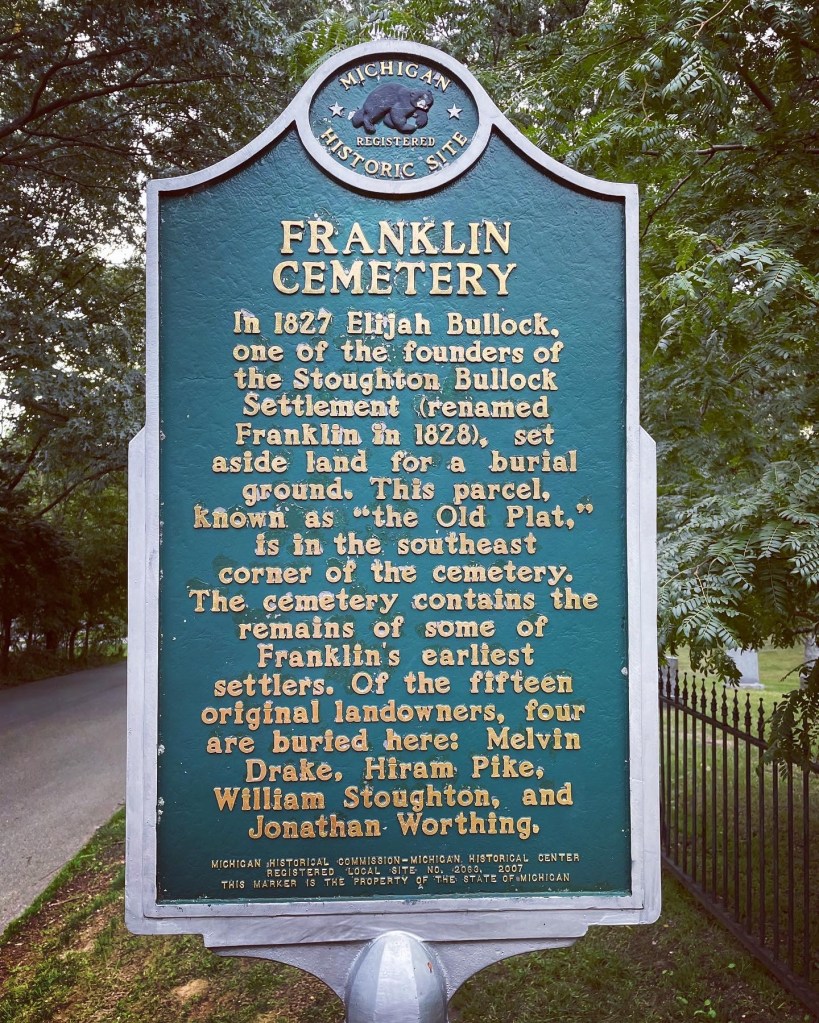 MICHIGAN
REGISTERED
HISTORIC SITE
FRANKLIN
CEMETERY
In 1827 Elijah Bullock,
one of the founders of
the Stoughton Bullock
Settlement (renamed
Franklin in 1828), set
aside land for a burial
ground. This parcel,
known as “the Old Plat,”
is in the southeast
corner of the cemetery.
The cemetery contains the
remains of some of
Franklin's earliest
settlers. Of the fifteen
original landowners, four
are buried here: Melvin
Drake, Hiram Pike,
William Stoughton, and
Jonathan Worthing.
MICHIGAN HISTORICAL COMMISSION–MICHIGAN HISTORICAL CENTER
REGISTERED LOCAL SITE NO. 2063, 2007
THIS MARKER IS THE PROPERTY OF THE STATE OF MICHIGAN